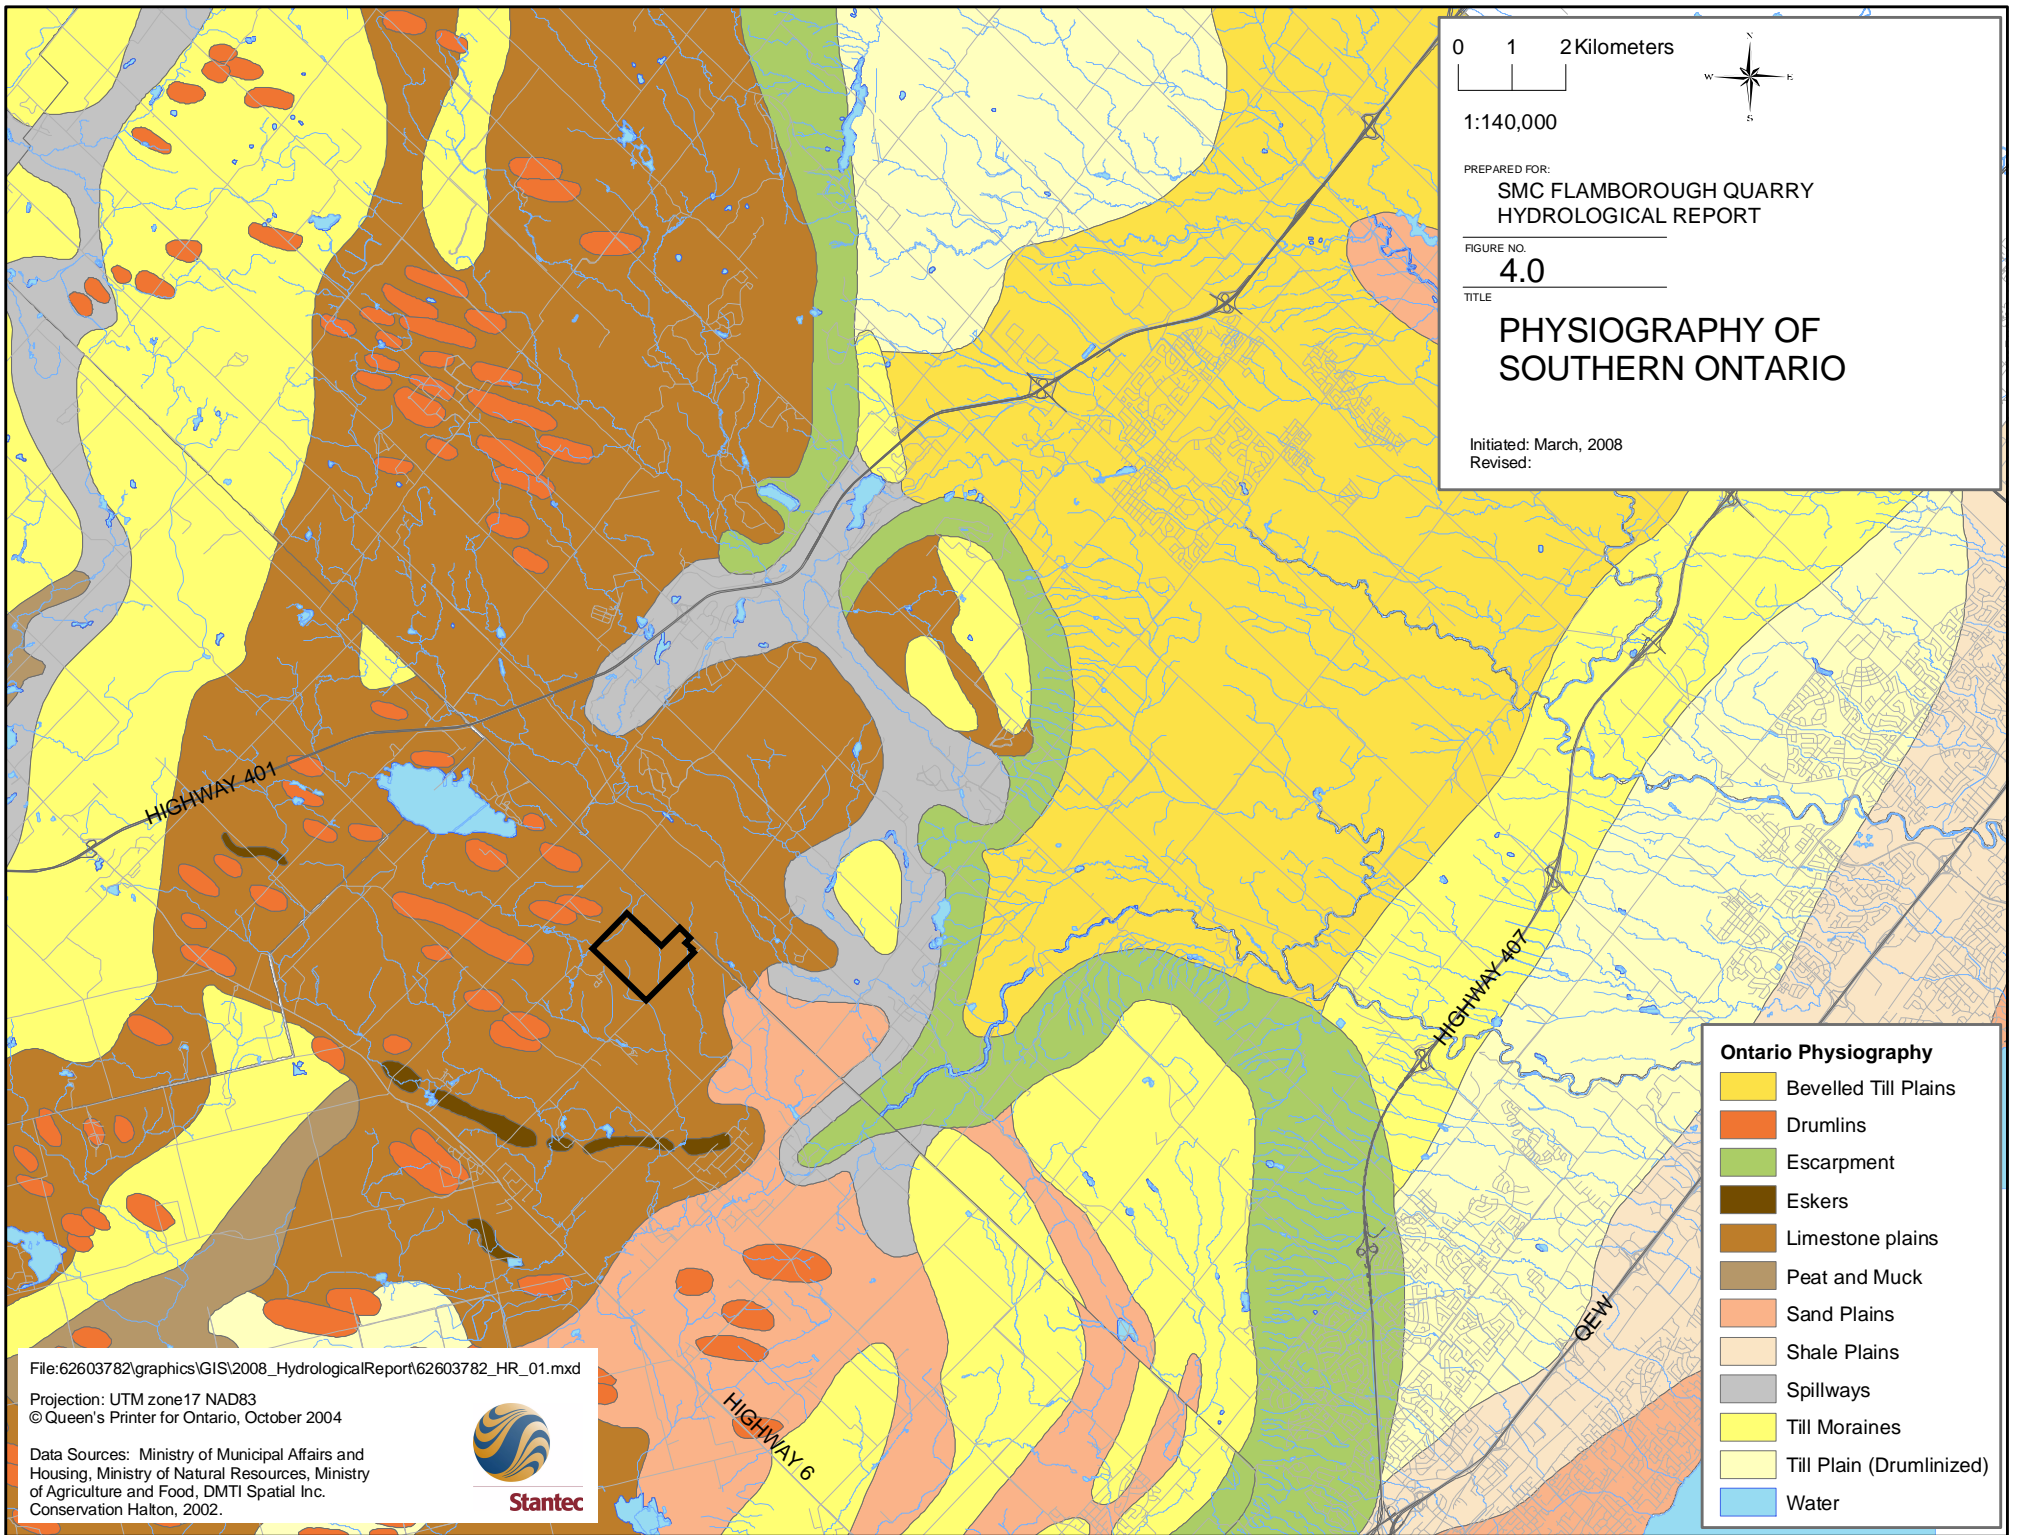 0 1 2 Kilometers
N
W E
S
1:140,000
PREPARED FOR:
SMC FLAMBOROUGH QUARRY
HYDROLOGICAL REPORT
FIGURE NO.
4.0
TITLE
PHYSIOGRAPHY OF
SOUTHERN ONTARIO
Initiated: March, 2008
Revised:
HIGHWAY 401
HIGHWAY 407
QEW
HIGHWAY 6
Ontario Physiography
Bevelled Till Plains
Drumlins
Escarpment
Eskers
Limestone plains
Peat and Muck
Sand Plains
Shale Plains
Spillways
Till Moraines
Till Plain (Drumlinized)
Water
File:62603782\graphics\GIS\2008_HydrologicalReport\62603782_HR_01.mxd
Projection: UTM zone17 NAD83
© Queen's Printer for Ontario, October 2004
Data Sources: Ministry of Municipal Affairs and
Housing, Ministry of Natural Resources, Ministry
of Agriculture and Food, DMTI Spatial Inc.
Conservation Halton, 2002.
Stantec